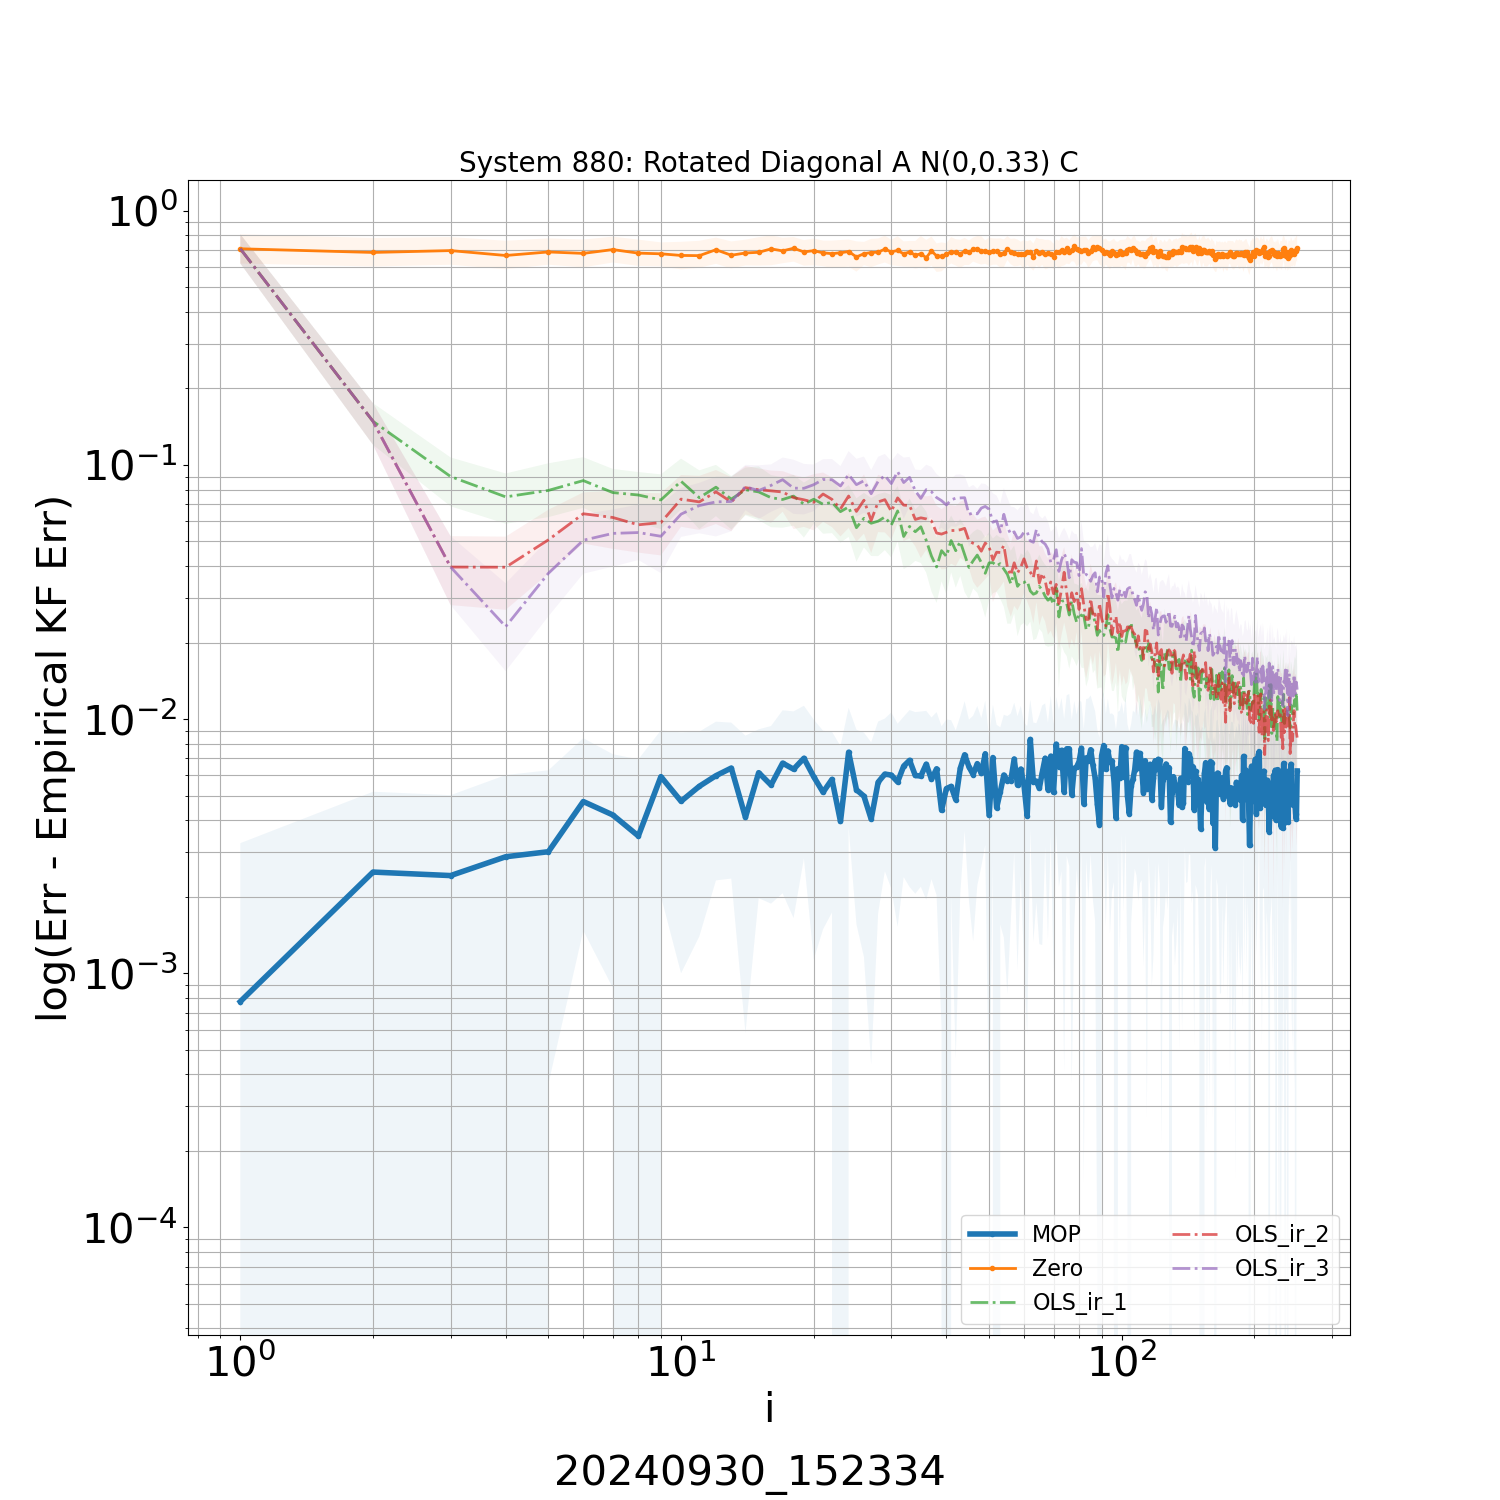 System 880: Rotated Diagonal A N(0,0.33) C
log(Err - Empirical KF Err)
10⁰
10⁻¹
10⁻²
10⁻³
10⁻⁴
MOP
Zero
OLS_ir_1
OLS_ir_2
OLS_ir_3
10⁰
10¹
10²
i
20240930_152334